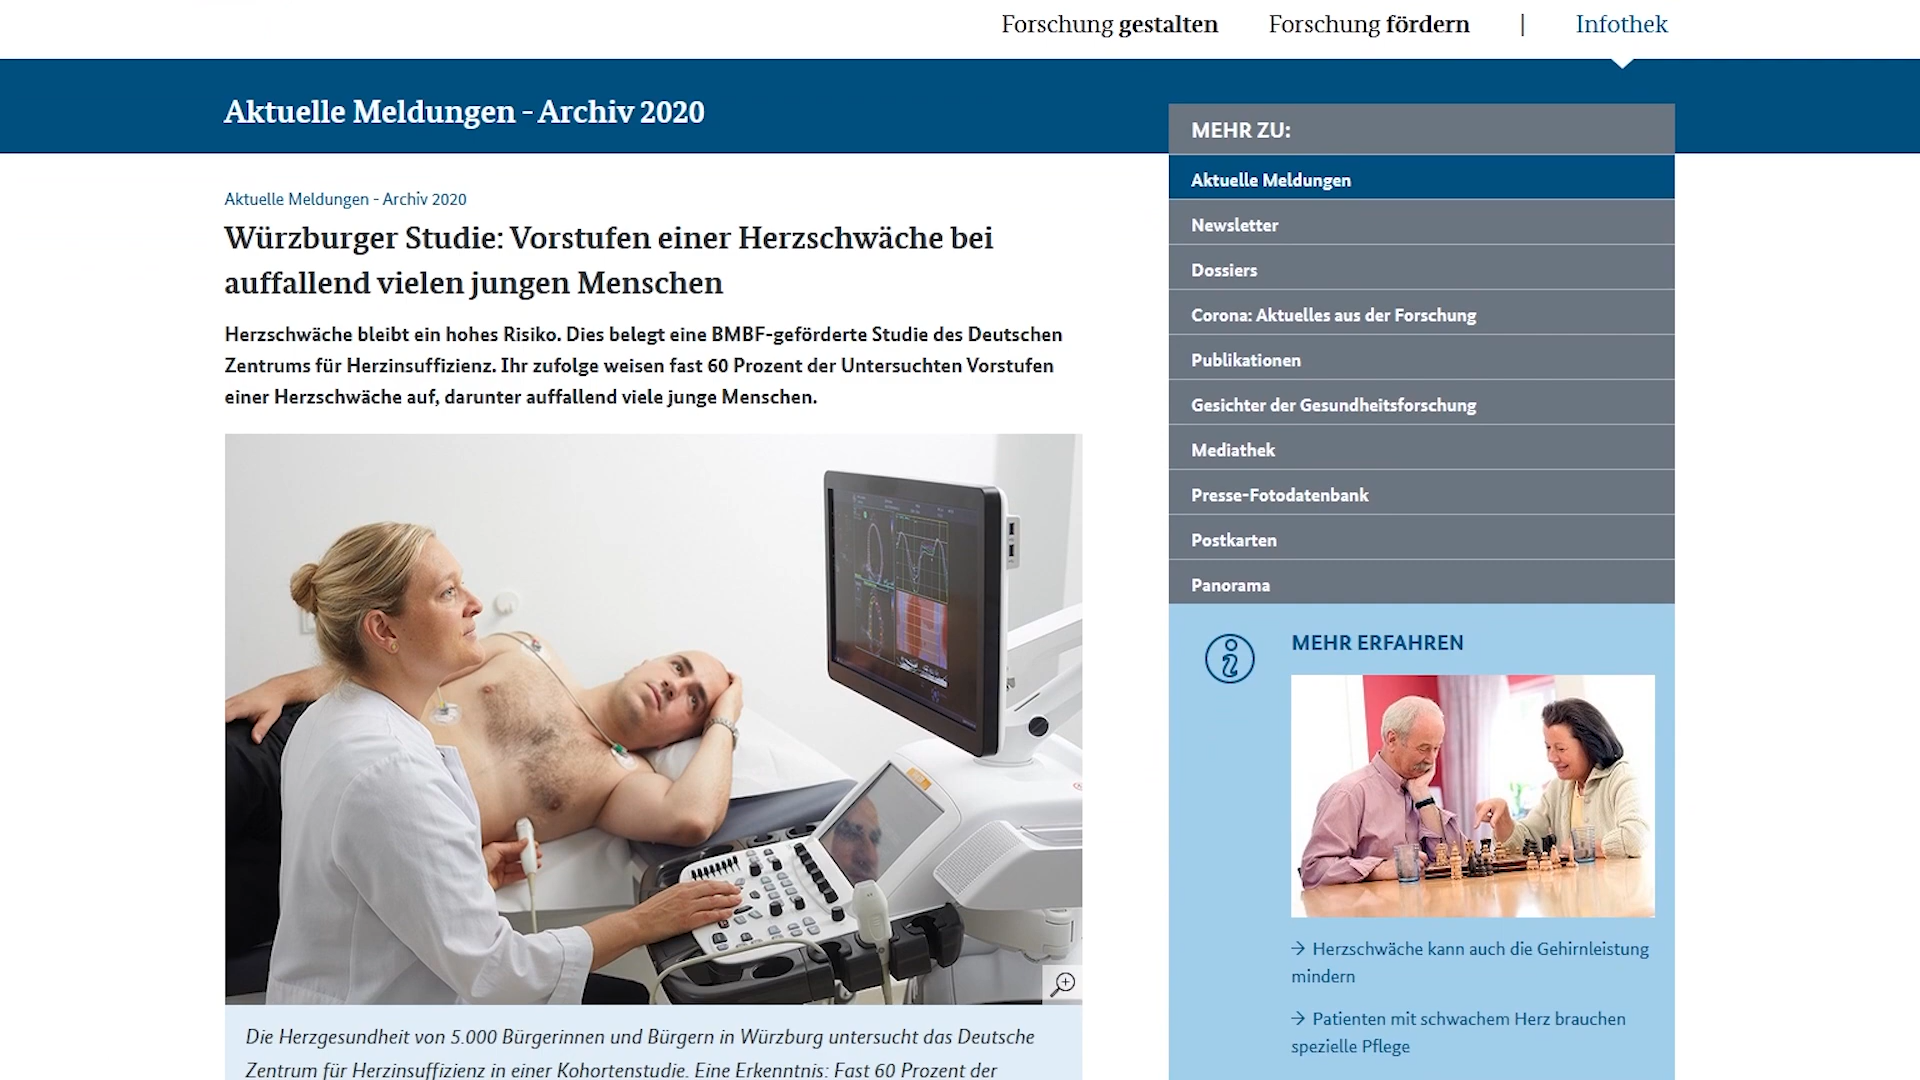 Forschung gestalten
Forschung fördern
|
Infothek
Aktuelle Meldungen - Archiv 2020
Aktuelle Meldungen - Archiv 2020
Würzburger Studie: Vorstufen einer Herzschwäche bei
auffallend vielen jungen Menschen
Herzschwäche bleibt ein hohes Risiko. Dies belegt eine BMBF-geförderte Studie des Deutschen
Zentrums für Herzinsuffizienz. Ihr zufolge weisen fast 60 Prozent der Untersuchten Vorstufen
einer Herzschwäche auf, darunter auffallend viele junge Menschen.
Die Herzgesundheit von 5.000 Bürgerinnen und Bürgern in Würzburg untersucht das Deutsche
Zentrum für Herzinsuffizienz in einer Kohortenstudie. Eine Erkenntnis: Fast 60 Prozent der
MEHR ZU:
Aktuelle Meldungen
Newsletter
Dossiers
Corona: Aktuelles aus der Forschung
Publikationen
Gesichter der Gesundheitsforschung
Mediathek
Presse-Fotodatenbank
Postkarten
Panorama
MEHR ERFAHREN
→ Herzschwäche kann auch die Gehirnleistung
mindern
→ Patienten mit schwachem Herz brauchen
spezielle Pflege